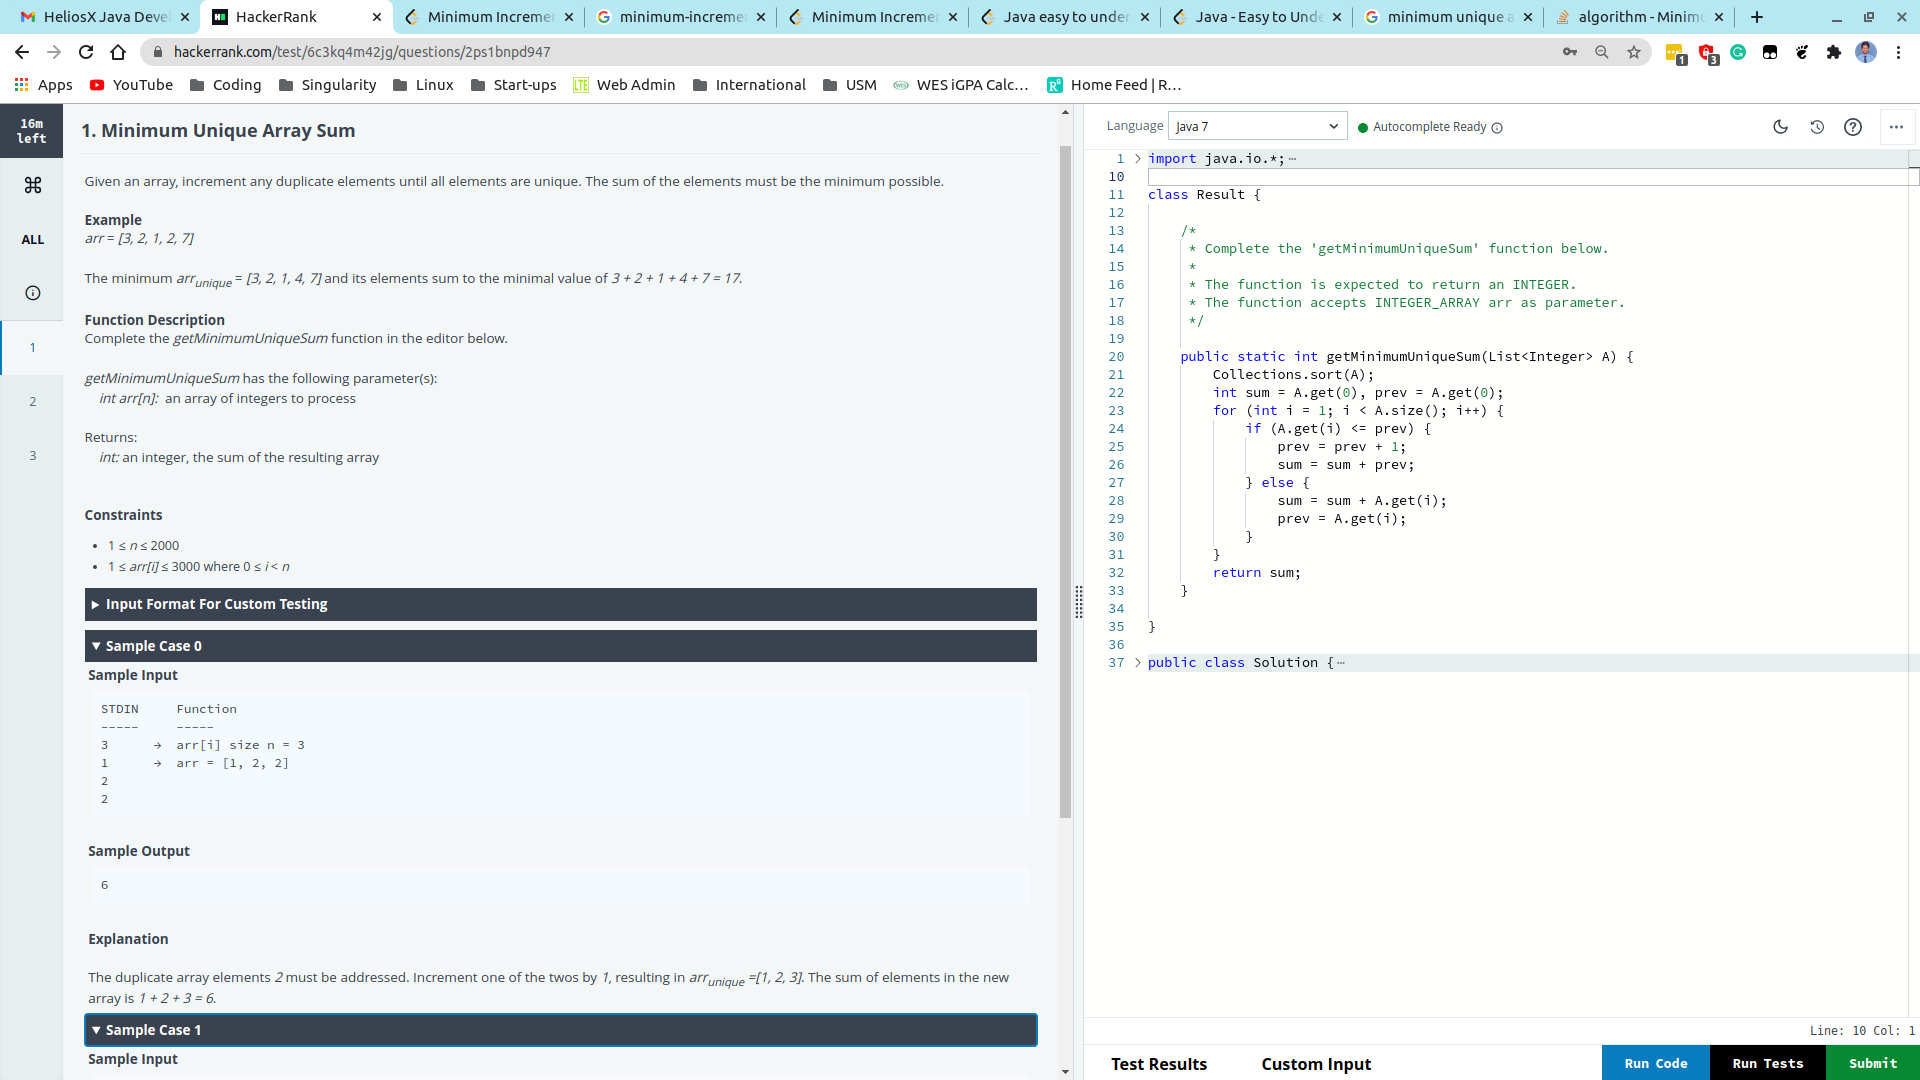 HeliosX Java Devel
HackerRank
Minimum Incremen
minimum-incremen
Minimum Incremen
Java easy to under
Java - Easy to Unde
minimum unique a
algorithm - Minimu
hackerrank.com/test/6c3kq4m42jg/questions/2ps1bnpd947
1
3
Apps
YouTube
Coding
Singularity
Linux
Start-ups
LTE
Web Admin
International
USM
WES iGPA Calc...
Home Feed | R...
16m
left
ALL
1
2
3
1. Minimum Unique Array Sum
Given an array, increment any duplicate elements until all elements are unique. The sum of the elements must be the minimum possible.
Example
arr = [3, 2, 1, 2, 7]
The minimum arr unique = [3, 2, 1, 4, 7] and its elements sum to the minimal value of 3 + 2 + 1 + 4 + 7 = 17.
Function Description
Complete the getMinimumUniqueSum function in the editor below.
getMinimumUniqueSum has the following parameter(s):
int arr[n]: an array of integers to process
Returns:
int: an integer, the sum of the resulting array
Constraints
• 1 ≤ n ≤ 2000
• 1 ≤ arr[i] ≤ 3000 where 0 ≤ i < n
▶ Input Format For Custom Testing
▼ Sample Case 0
Sample Input
STDIN Function
----- -----
3 → arr[i] size n = 3
1 → arr = [1, 2, 2]
2
2
Sample Output
6
Explanation
The duplicate array elements 2 must be addressed. Increment one of the twos by 1, resulting in arr unique =[1, 2, 3]. The sum of elements in the new
array is 1 + 2 + 3 = 6.
▼ Sample Case 1
Sample Input
Language Java 7 Autocomplete Ready
1 import java.io.*;
10
11 class Result {
12
13 /*
14 * Complete the 'getMinimumUniqueSum' function below.
15 *
16 * The function is expected to return an INTEGER.
17 * The function accepts INTEGER_ARRAY arr as parameter.
18 */
19
20 public static int getMinimumUniqueSum(List<Integer> A) {
21 Collections.sort(A);
22 int sum = A.get(0), prev = A.get(0);
23 for (int i = 1; i < A.size(); i++) {
24 if (A.get(i) <= prev) {
25 prev = prev + 1;
26 sum = sum + prev;
27 } else {
28 sum = sum + A.get(i);
29 prev = A.get(i);
30 }
31 }
32 return sum;
33 }
34
35 }
36
37 public class Solution {
Line: 10 Col: 1
Test Results
Custom Input
Run Code
Run Tests
Submit